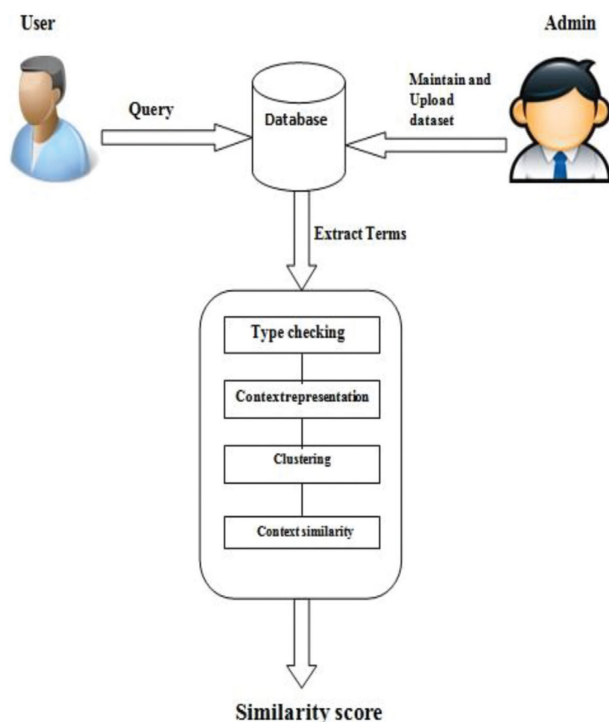 User
Admin
Query
Database
Maintain and
Upload
dataset
Extract Terms
Type checking
Contextrepresentation
Clustering
Context similarity
Similarity score